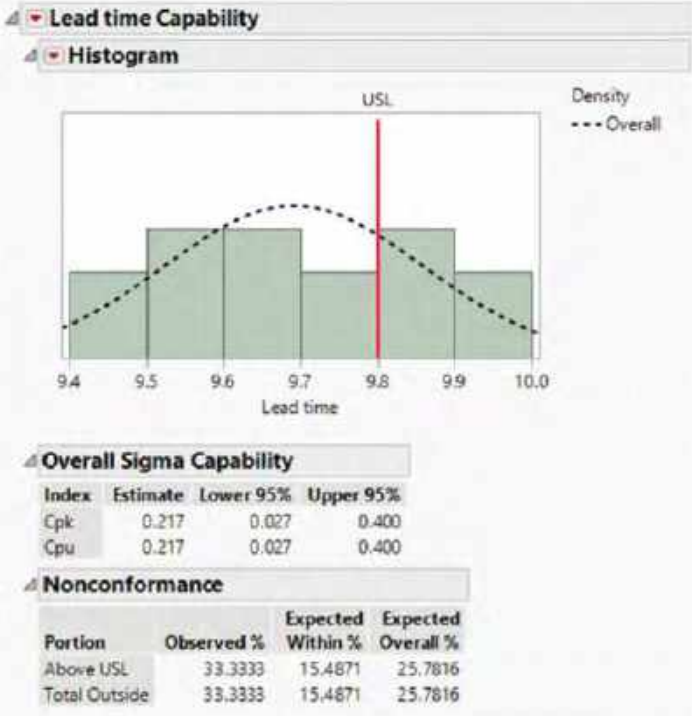 Lead time Capability
Histogram
USL
Density
Overall
9.4 9.5 9.6 9.7 9.8 9.9 10.0
Lead time
Overall Sigma Capability
Index Estimate Lower 95% Upper 95%
Cpk 0.217 0.027 0.400
Cpu 0.217 0.027 0.400
Nonconformance
Expected Expected
Portion Observed % Within % Overall %
Above USL 33.3333 15.4871 25.7816
Total Outside 33.3333 15.4871 25.7816